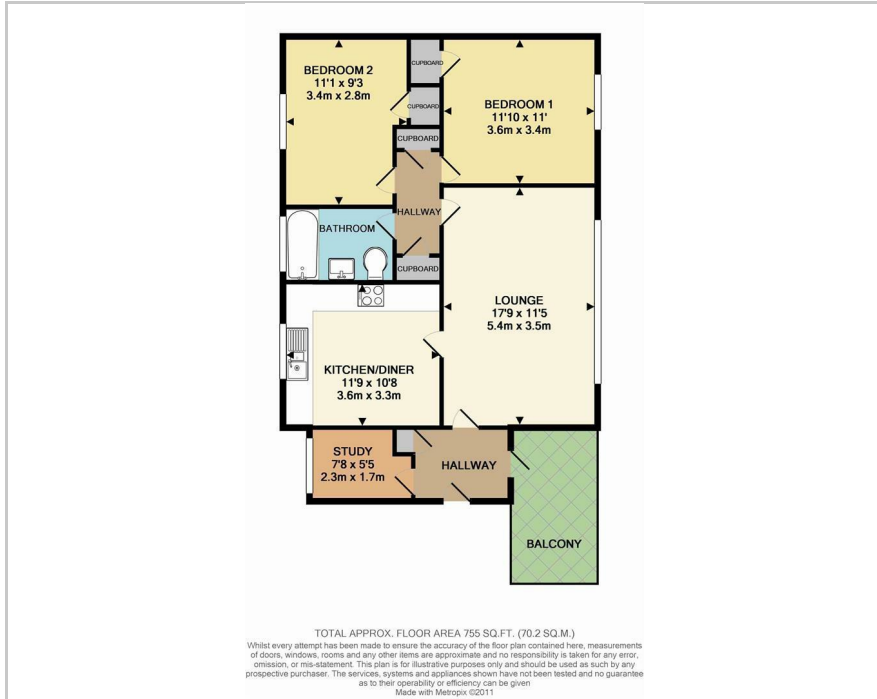 BEDROOM 2
11'1 x 9'3
3.4m x 2.8m
CUPBOARD
BEDROOM 1
11'10 x 11'
3.6m x 3.4m
CUPBOARD
CUPBOARD
HALLWAY
BATHROOM
CUPBOARD
LOUNGE
17'9 x 11'5
5.4m x 3.5m
KITCHEN/DINER
11'9 x 10'8
3.6m x 3.3m
STUDY
7'8 x 5'5
2.3m x 1.7m
HALLWAY
BALCONY
TOTAL APPROX. FLOOR AREA 755 SQ.FT. (70.2 SQ.M.)
Whilst every attempt has been made to ensure the accuracy of the floor plan contained here, measurements
of doors, windows, rooms and any other items are approximate and no responsibility is taken for any error,
omission, or mis-statement. This plan is for illustrative purposes only and should be used as such by any
prospective purchaser. The services, systems and appliances shown have not been tested and no guarantee
as to their operability or efficiency can be given
Made with Metropix ©2011